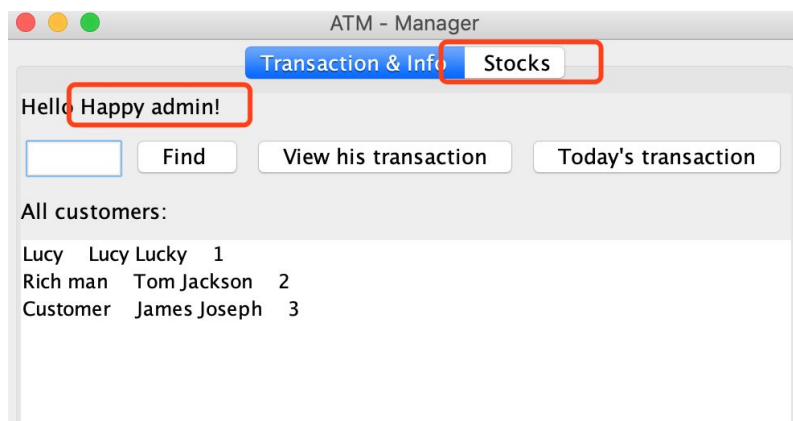 ATM - Manager
Transaction & Info Stocks
Hello Happy admin!
Find View his transaction Today's transaction
All customers:
Lucy Lucy Lucky 1
Rich man Tom Jackson 2
Customer James Joseph 3